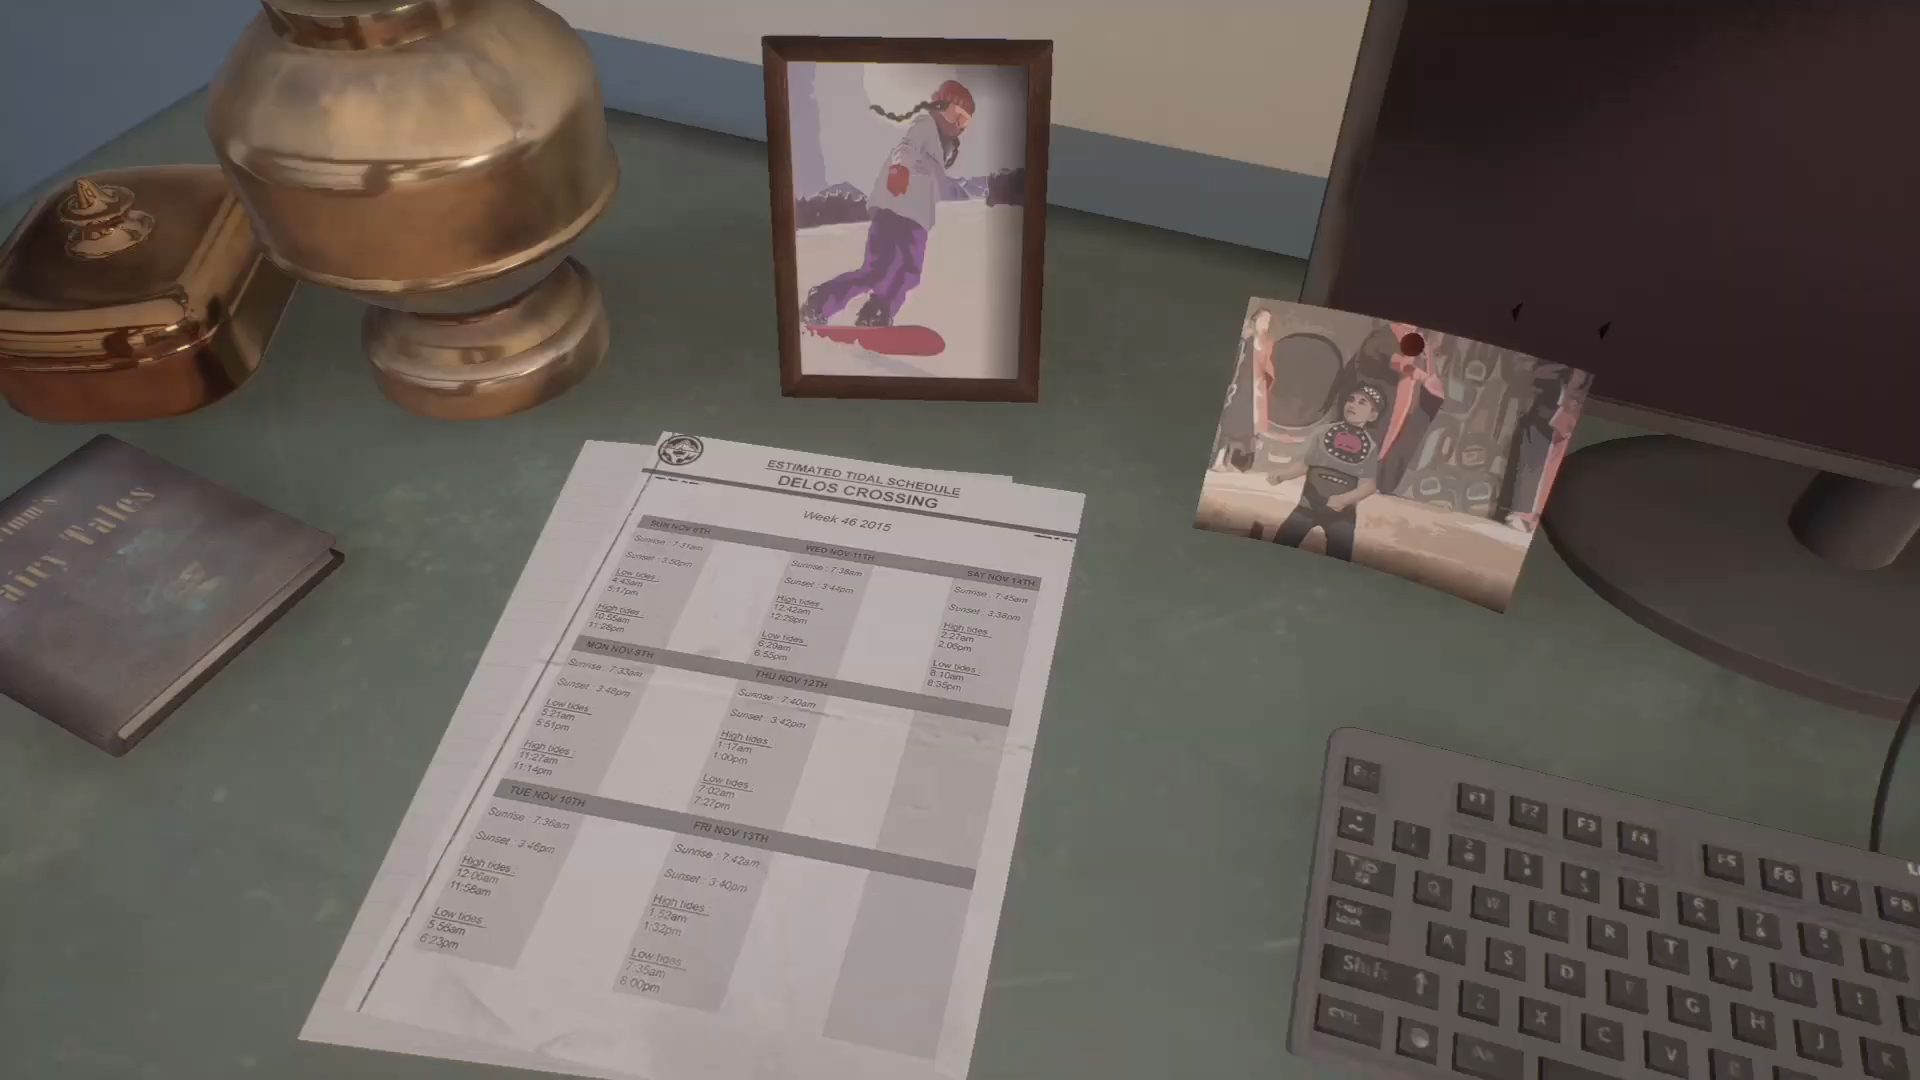 Fairy Tales
ESTIMATED TIDAL SCHEDULE
DELOS CROSSING
Week 46 2015
SUN NOV 8TH
Sunrise : 7:31am
Sunset : 3:50pm
Low tides :
4:43am
5:17pm
High tides :
10:55am
11:26pm
MON NOV 9TH
Sunrise : 7:33am
Sunset : 3:48pm
Low tides :
5:21am
5:51pm
High tides :
11:27am
11:14pm
TUE NOV 10TH
Sunrise : 7:36am
Sunset : 3:46pm
High tides :
12:06am
11:58am
Low tides :
5:56am
6:23pm
WED NOV 11TH
Sunrise : 7:38am
Sunset : 3:44pm
High tides :
12:42am
12:29pm
Low tides :
6:29am
6:55pm
THU NOV 12TH
Sunrise : 7:40am
Sunset : 3:42pm
High tides :
1:17am
1:00pm
Low tides :
7:02am
7:27pm
FRI NOV 13TH
Sunrise : 7:42am
Sunset : 3:40pm
High tides :
1:52am
1:32pm
Low tides :
7:35am
8:00pm
SAT NOV 14TH
Sunrise : 7:45am
Sunset : 3:38pm
High tides :
2:27am
2:06pm
Low tides :
8:10am
8:35pm
F1 F2 F3 F4 F5 F6 F7 F8
Q W E R T Y U I
A S D F G H J K
Shift Z X C V